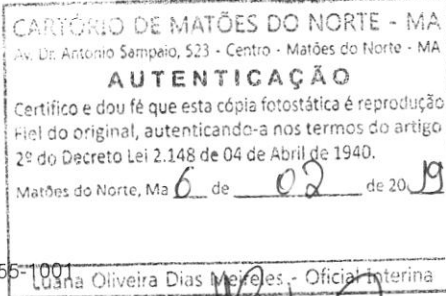 CARTÓRIO DE MATÕES DO NORTE - MA
Av. Dr. Antonio Sampaio, 523 - Centro - Matões do Norte - MA
AUTENTICAÇÃO
Certifico e dou fé que esta cópia fotostática é reprodução
Fiel do original, autenticando-a nos termos do artigo
2º do Decreto Lei 2.148 de 04 de Abril de 1940.
Matões do Norte, Ma 6 de 02 de 2019
55-1001
Luana Oliveira Dias Meireles - Oficial Interina